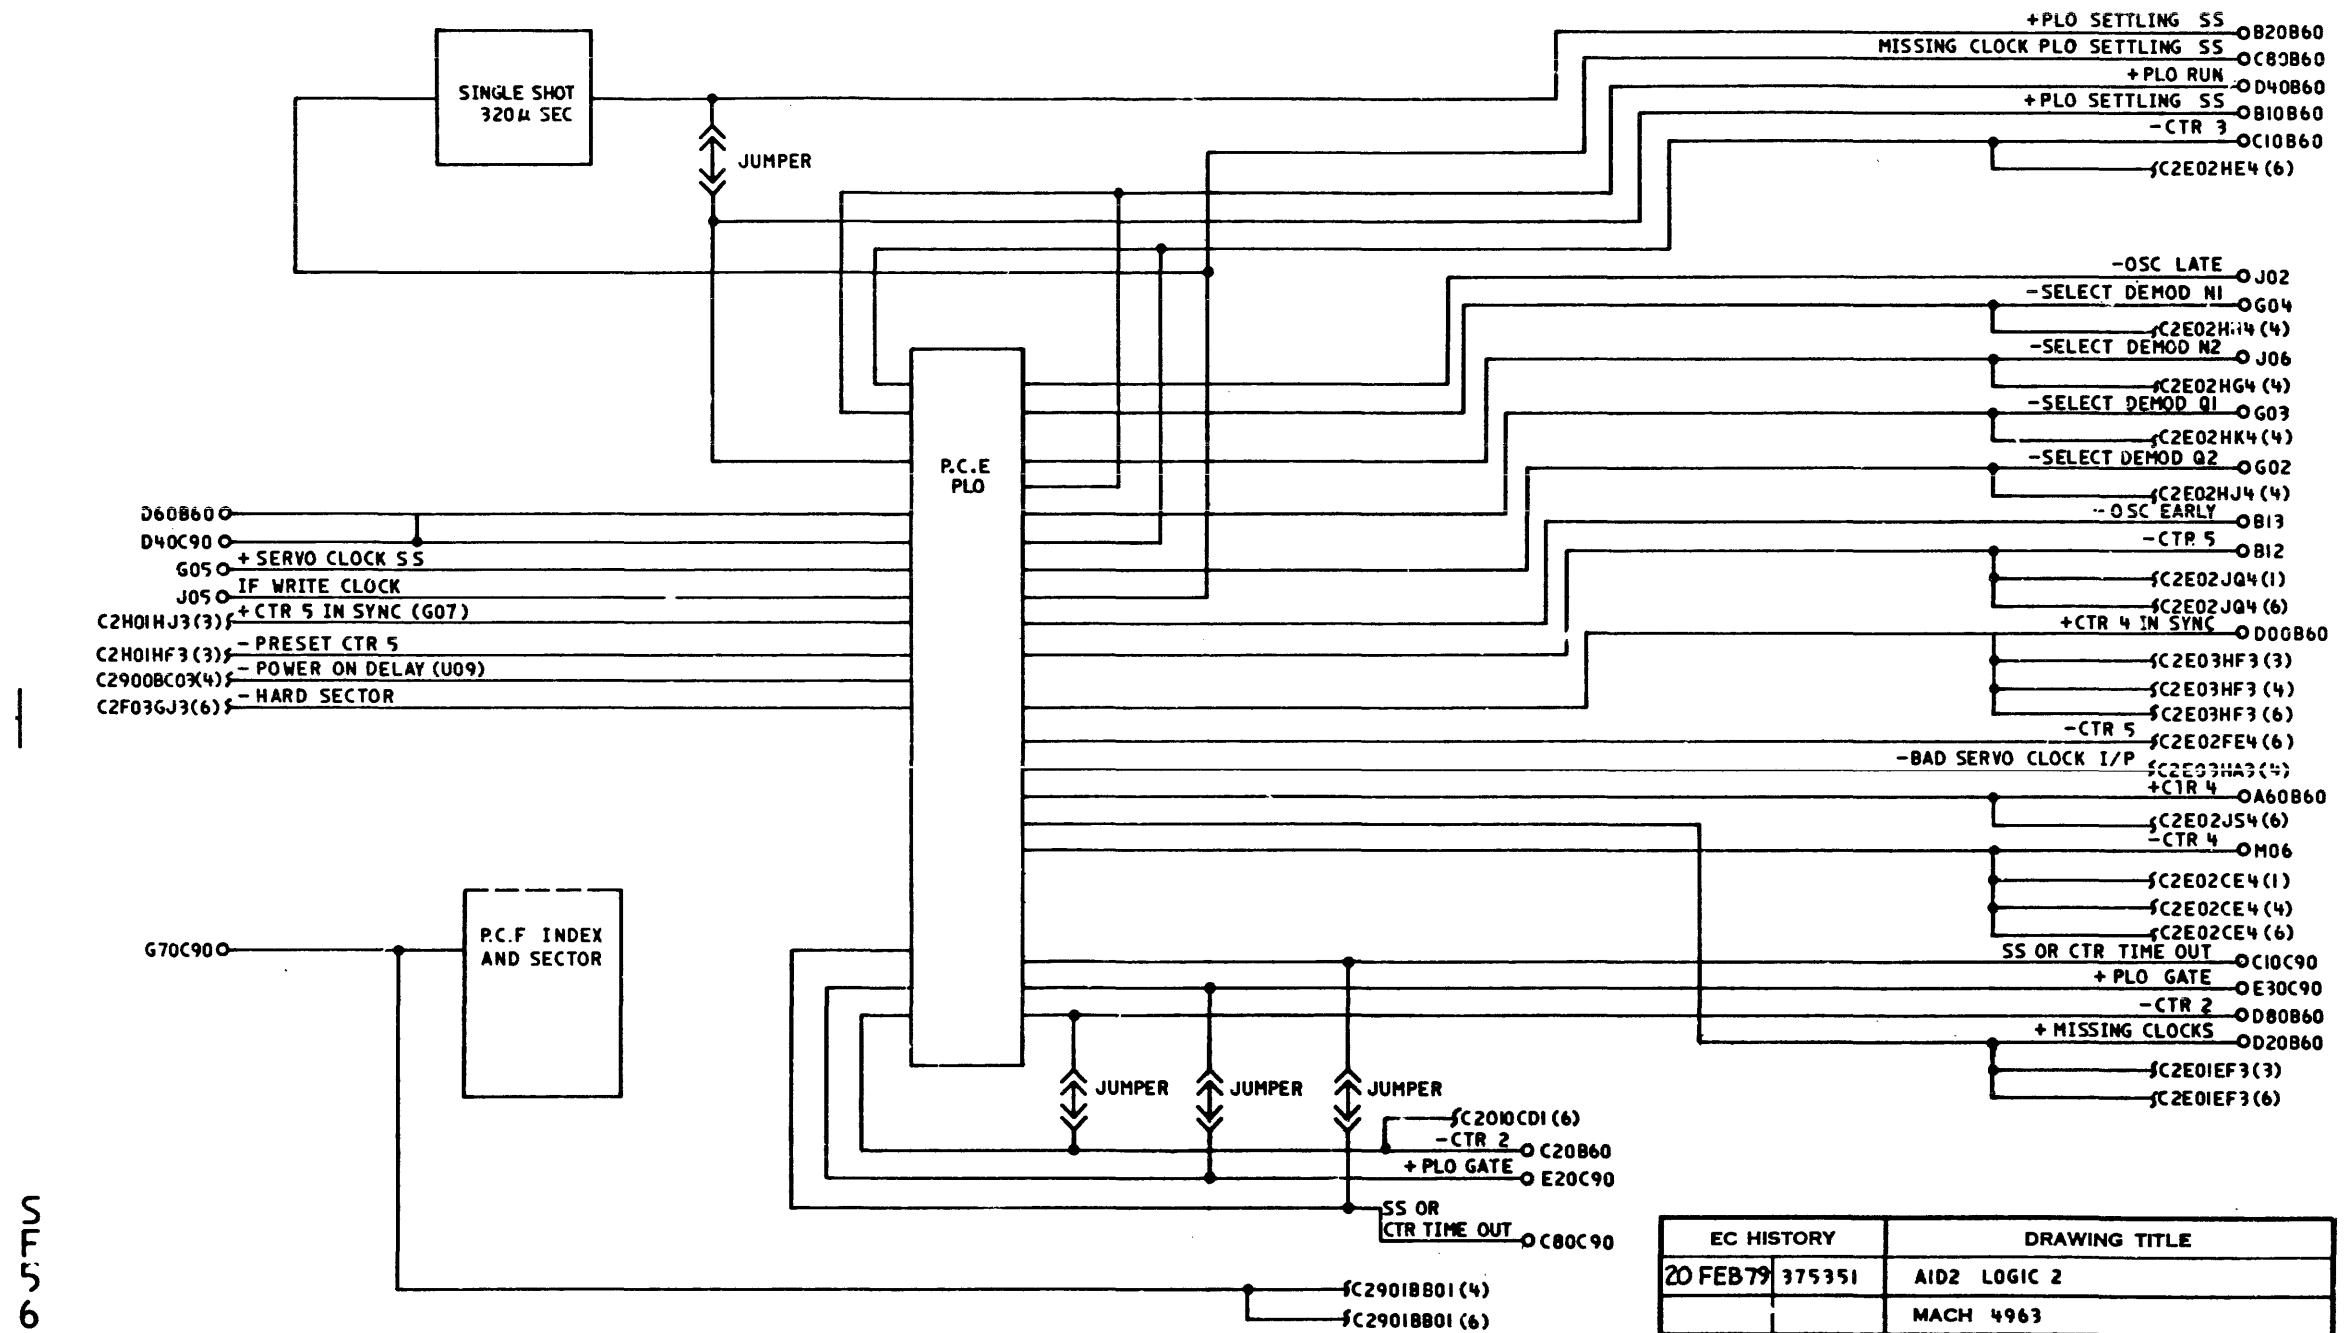 +PLO SETTLING SS
B20B60
MISSING CLOCK PLO SETTLING SS
C80B60
+PLO RUN
D40B60
+PLO SETTLING SS
B10B60
-CTR 3
C10B60
C2E02HE4(6)
SINGLE SHOT
320µ SEC
JUMPER
-OSC LATE
J02
-SELECT DEMOD N1
G04
-SELECT DEMOD N2
J06
C2E02HG4(4)
-SELECT DEMOD Q1
G03
C2E02HK4(4)
-SELECT DEMOD Q2
G02
C2E02HJ4(4)
-OSC EARLY
B13
-CTR 5
B12
C2E02JQ4(1)
C2E02JQ4(6)
+CTR 4 IN SYNC
D00B60
C2E03HF3(3)
C2E03HF3(4)
C2E03HF3(6)
-CTR 5
C2E02FE4(6)
-BAD SERVO CLOCK I/P
C2E03HA3(4)
+CTR 4
A60B60
C2E02JS4(6)
-CTR 4
M06
C2E02CE4(1)
C2E02CE4(4)
C2E02CE4(6)
SS OR CTR TIME OUT
C10C90
+PLO GATE
E30C90
-CTR 2
D80B60
+MISSING CLOCKS
D20B60
C2E01EF3(3)
C2E01EF3(6)
P.C.E
PLO
D60B60
D40C90
+SERVO CLOCK SS
G05
IF WRITE CLOCK
J05
+CTR 5 IN SYNC (G07)
C2H01HJ3(3)
-PRESET CTR 5
C2H01HF3(3)
-POWER ON DELAY (U09)
C2900BC03(4)
-HARD SECTOR
C2F03GJ3(6)
G70C90
P.C.F INDEX
AND SECTOR
JUMPER JUMPER JUMPER
C2010CD1(6)
-CTR 2
C20B60
+PLO GATE
E20C90
SS OR
CTR TIME OUT
C80C90
C2901BB01(4)
C2901BB01(6)
SF56
EC HISTORY DRAWING TITLE
20 FEB79 375351 AID2 LOGIC 2
MACH 4963